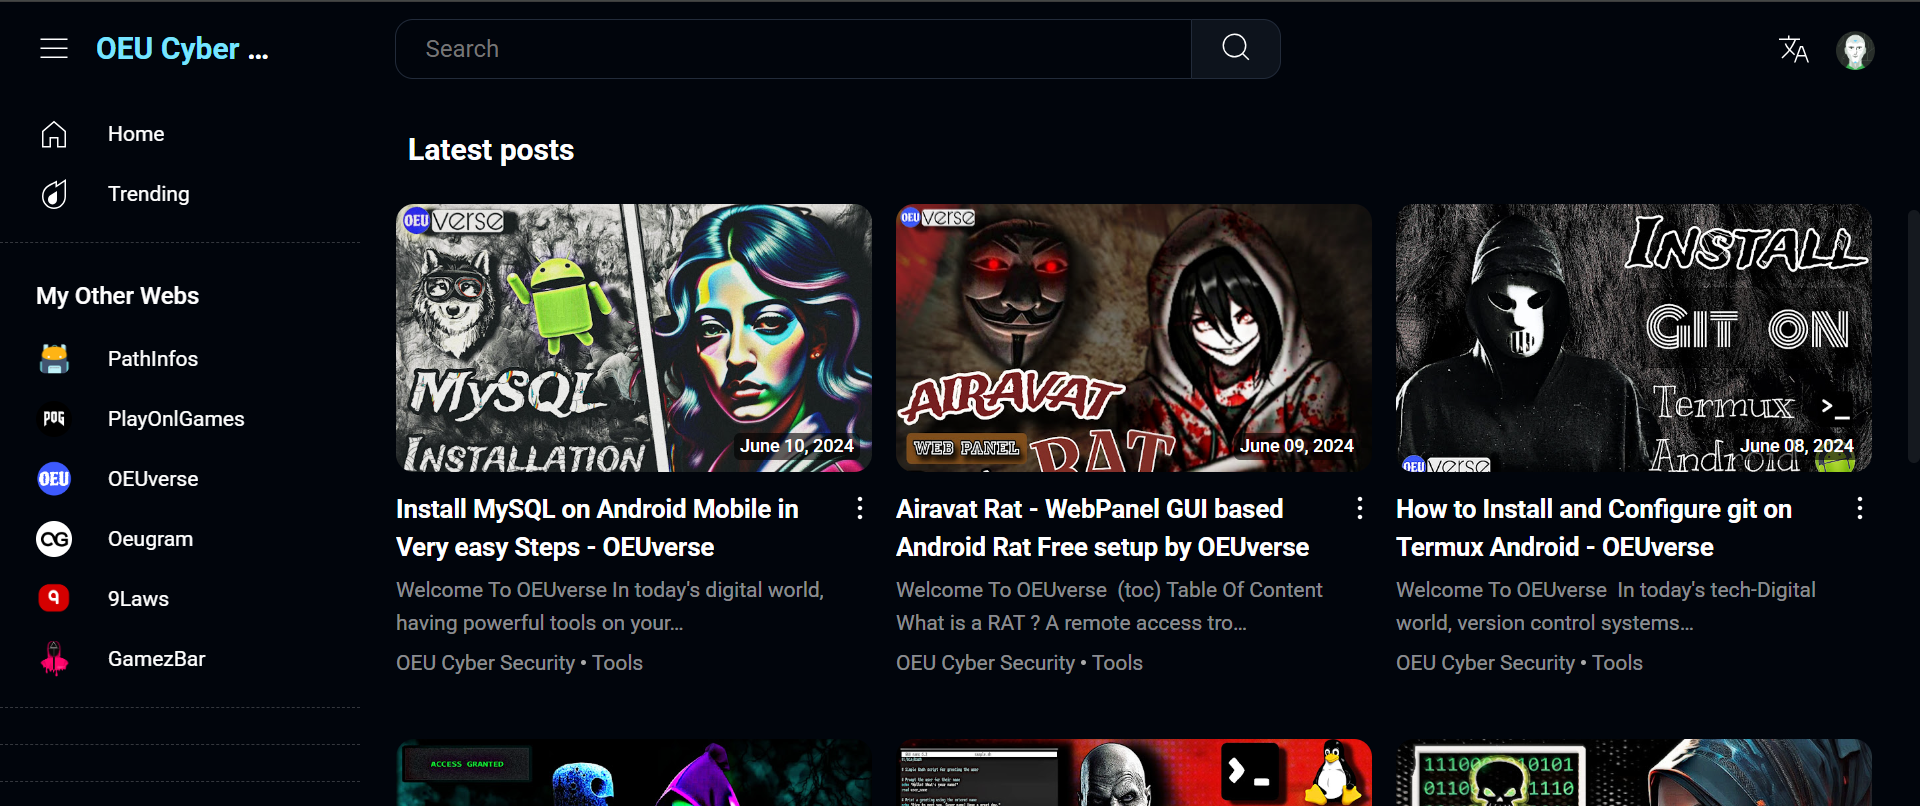 OEU Cyber ...
Search
Home
Trending
My Other Webs
PathInfos
POG
PlayOnlGames
OEU
OEUverse
OG
Oeugram
9
9Laws
GamezBar
Latest posts
OEU verse
MySQL
INSTALLATION
June 10, 2024
Install MySQL on Android Mobile in
Very easy Steps - OEUverse
Welcome To OEUverse In today's digital world,
having powerful tools on your...
OEU Cyber Security • Tools
OEU verse
AIRAVAT
WEB PANEL
RAT
June 09, 2024
Airavat Rat - WebPanel GUI based
Android Rat Free setup by OEUverse
Welcome To OEUverse (toc) Table Of Content
What is a RAT ? A remote access tro...
OEU Cyber Security • Tools
INSTALL
GIT ON
Termux >_
Android
OEU verse
June 08, 2024
How to Install and Configure git on
Termux Android - OEUverse
Welcome To OEUverse In today's tech-Digital
world, version control systems...
OEU Cyber Security • Tools
ACCESS GRANTED